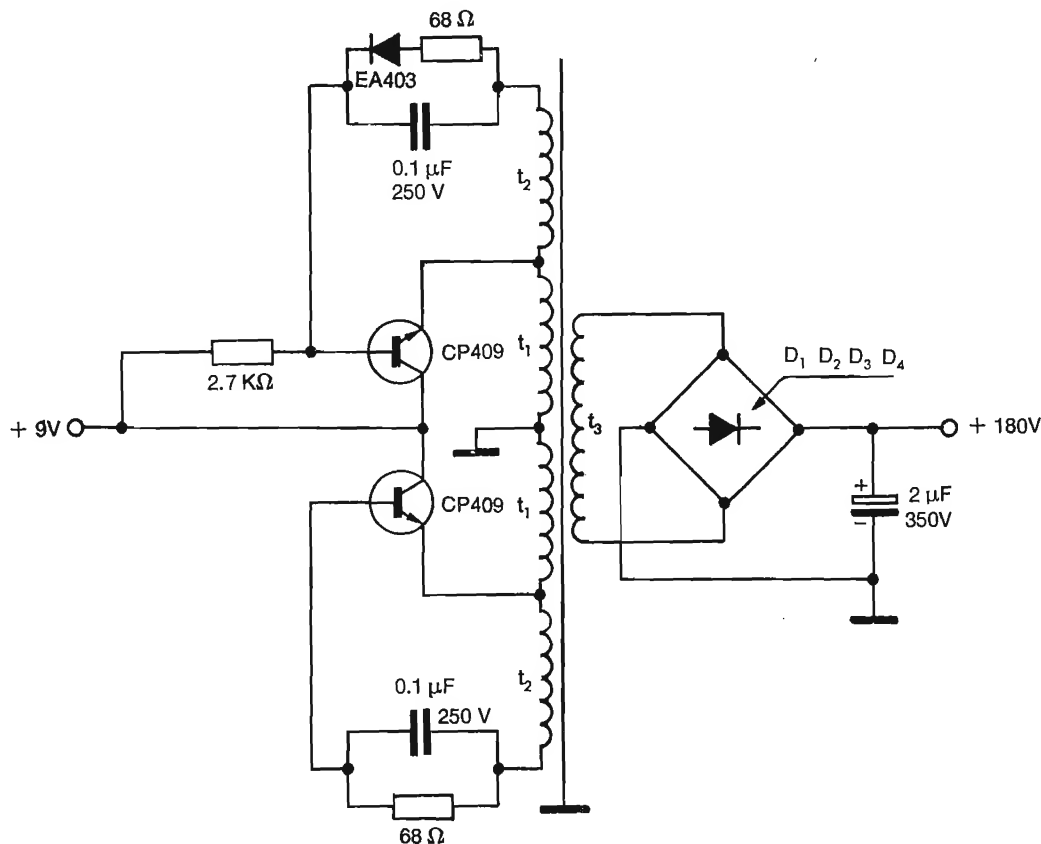 68 Ω
EA403
0.1 μF
250 V
t2
CP409
2.7 KΩ
t1
D1 D2 D3 D4
+ 9V
t3
+ 180V
CP409
t1
+
2 μF
−
350V
t2
0.1 μF
250 V
68 Ω